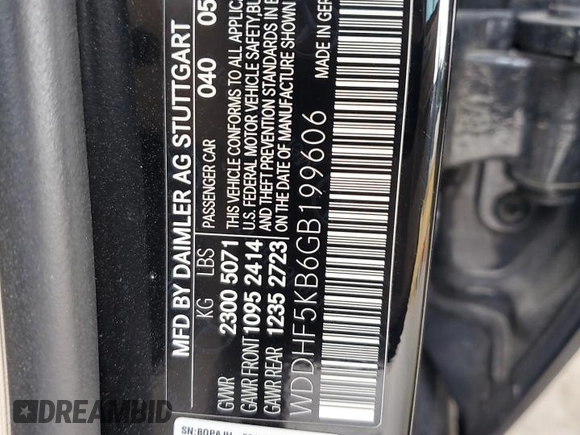 MFD BY DAIMLER AG STUTTGART
KG LBS PASSENGER CAR 040 05
GVWR 2300 5071 THIS VEHICLE CONFORMS TO ALL APPLIC
GAWR FRONT 1095 2414 U.S. FEDERAL MOTOR VEHICLE SAFETY, BU
GAWR REAR 1235 2723 AND THEFT PREVENTION STANDARDS IN
ON THE DATE OF MANUFACTURE SHOWN
WDDHF5KB6GB199606 MADE IN GER
DREAMBID